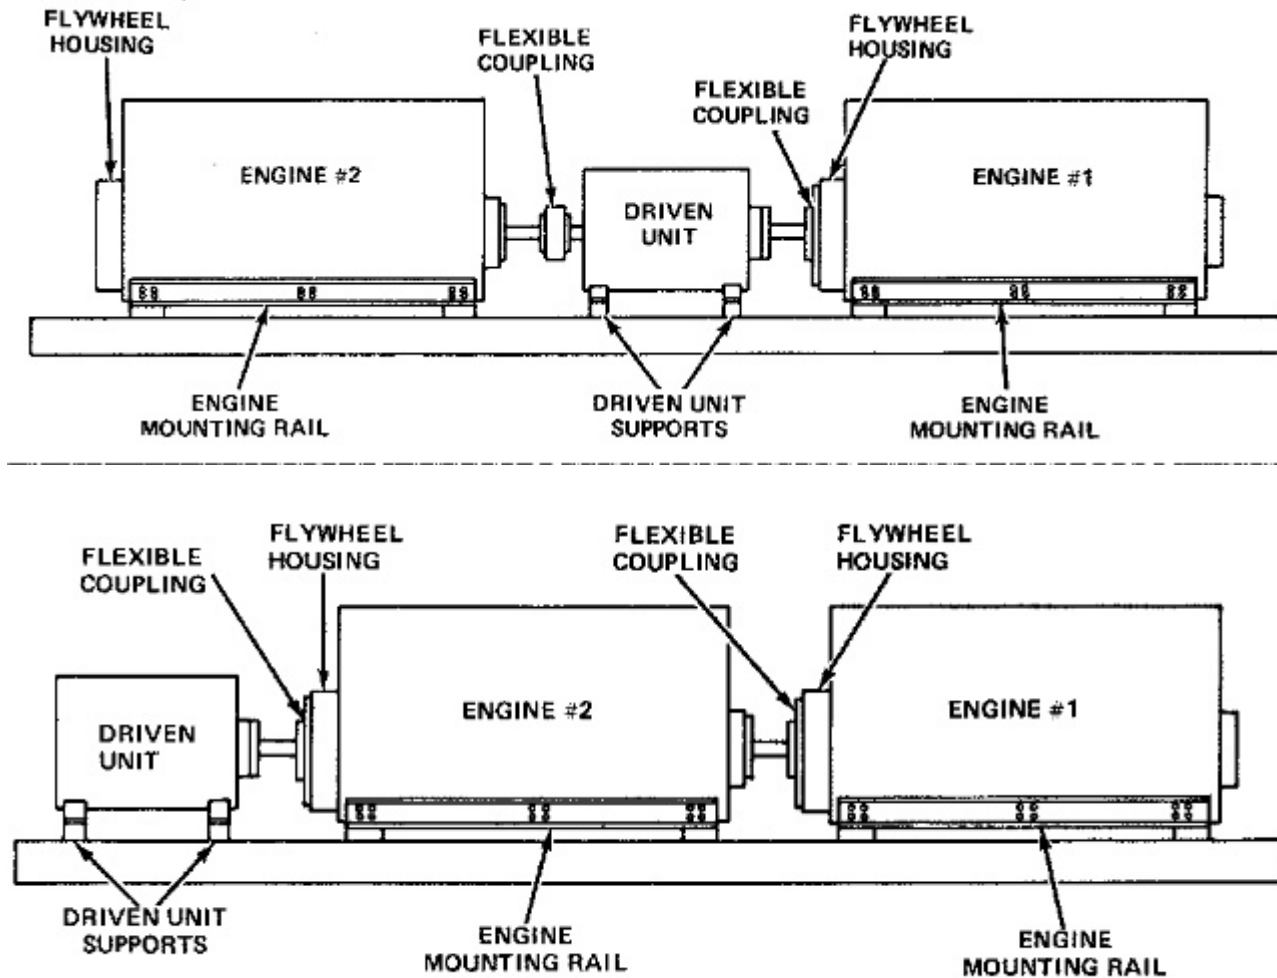 FLYWHEEL
HOUSING
FLEXIBLE
COUPLING
FLYWHEEL
HOUSING
FLEXIBLE
COUPLING
ENGINE #2
DRIVEN
UNIT
ENGINE #1
ENGINE
MOUNTING RAIL
DRIVEN UNIT
SUPPORTS
ENGINE
MOUNTING RAIL
FLEXIBLE
COUPLING
FLYWHEEL
HOUSING
FLEXIBLE
COUPLING
FLYWHEEL
HOUSING
DRIVEN
UNIT
ENGINE #2
ENGINE #1
DRIVEN UNIT
SUPPORTS
ENGINE
MOUNTING RAIL
ENGINE
MOUNTING RAIL